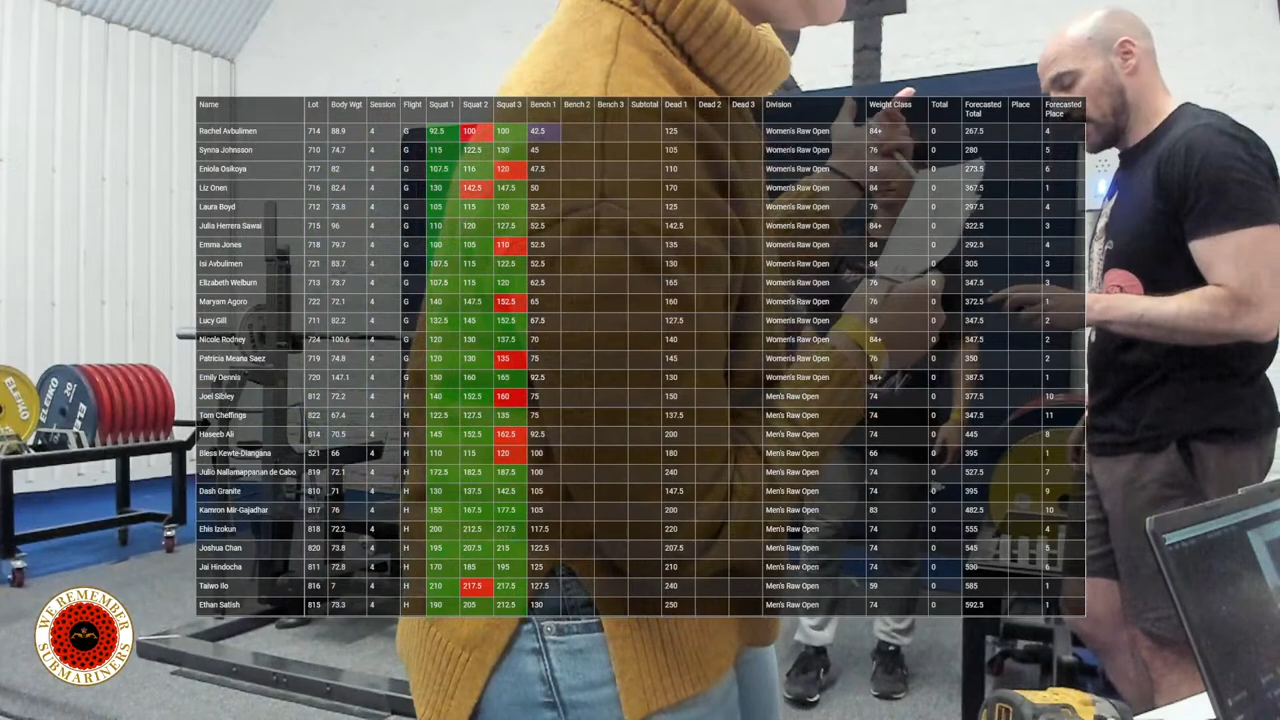 Name Lot Body Wgt Session Flight Squat 1 Squat 2 Squat 3 Bench 1 Bench 2 Bench 3 Subtotal Dead 1 Dead 2 Dead 3 Division Weight Class Total Forecasted Total Place Forecasted Place
Rachel Avbulimen 714 88.9 4 G 92.5 100 100 42.5 125 Women's Raw Open 84+ 0 267.5 4
Synna Johnsson 710 74.7 4 G 115 122.5 130 45 105 Women's Raw Open 76 0 280 5
Eniola Osikoya 717 82 4 G 107.5 116 120 47.5 110 Women's Raw Open 84 0 273.5 6
Liz Onen 716 82.4 4 G 130 142.5 147.5 50 170 Women's Raw Open 84 0 367.5 1
Laura Boyd 712 73.8 4 G 105 115 120 52.5 125 Women's Raw Open 76 0 297.5 4
Julia Herrera Sawai 715 96 4 G 110 120 127.5 52.5 142.5 Women's Raw Open 84+ 0 322.5 3
Emma Jones 718 79.7 4 G 100 105 110 52.5 135 Women's Raw Open 84 0 292.5 4
Isi Avbulimen 721 83.7 4 G 107.5 115 122.5 52.5 130 Women's Raw Open 84 0 305 3
Elizabeth Welburn 713 73.7 4 G 107.5 115 120 62.5 165 Women's Raw Open 76 0 347.5 3
Maryam Agoro 722 72.1 4 G 140 147.5 152.5 65 160 Women's Raw Open 76 0 372.5 1
Lucy Gill 711 82.2 4 G 132.5 145 152.5 67.5 127.5 Women's Raw Open 84 0 347.5 2
Nicole Rodney 724 100.6 4 G 120 130 137.5 70 140 Women's Raw Open 84+ 0 347.5 2
Patricia Meana Saez 719 74.8 4 G 120 130 135 75 145 Women's Raw Open 76 0 350 2
Emily Dennis 720 147.1 4 G 150 160 165 92.5 130 Women's Raw Open 84+ 0 387.5 1
Joel Sibley 812 72.2 4 H 140 152.5 160 75 150 Men's Raw Open 74 0 377.5 10
Tom Cheffings 822 67.4 4 H 122.5 127.5 135 75 137.5 Men's Raw Open 74 0 347.5 11
Haseeb Ali 814 70.5 4 H 145 152.5 162.5 92.5 200 Men's Raw Open 74 0 445 8
Bless Kewte-Diangana 521 66 4 H 110 115 120 100 180 Men's Raw Open 66 0 395 1
Julio Nallamappanan de Cabo 819 72.1 4 H 172.5 182.5 187.5 100 240 Men's Raw Open 74 0 527.5 7
Dash Granite 810 71 4 H 130 137.5 142.5 105 147.5 Men's Raw Open 74 0 395 9
Kamron Mir-Gajadhar 817 76 4 H 155 167.5 177.5 105 200 Men's Raw Open 83 0 482.5 10
Ehis Izokun 818 72.2 4 H 200 212.5 217.5 117.5 220 Men's Raw Open 74 0 555 4
Joshua Chan 820 73.8 4 H 195 207.5 215 122.5 207.5 Men's Raw Open 74 0 545 5
Jai Hindocha 811 72.8 4 H 170 185 195 125 210 Men's Raw Open 74 0 530 6
Taiwo Ilo 816 7 4 H 210 217.5 217.5 127.5 240 Men's Raw Open 59 0 585 1
Ethan Satish 815 73.3 4 H 190 205 212.5 130 250 Men's Raw Open 74 0 592.5 1
ELEIKO
20
ELEIKO
WE REMEMBER
SUBMARINERS